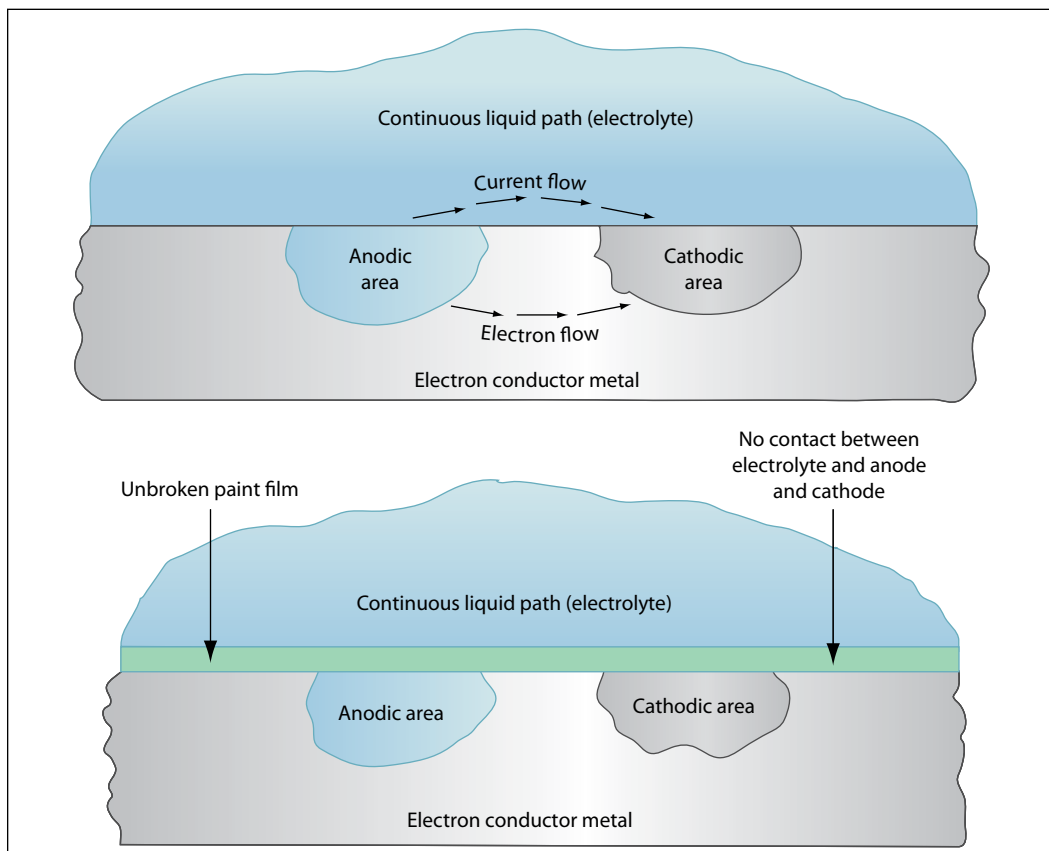 Continuous liquid path (electrolyte)
Current flow
Anodic
area
Cathodic
area
Electron flow
Electron conductor metal
Unbroken paint film
No contact between
electrolyte and anode
and cathode
Continuous liquid path (electrolyte)
Anodic area
Cathodic area
Electron conductor metal